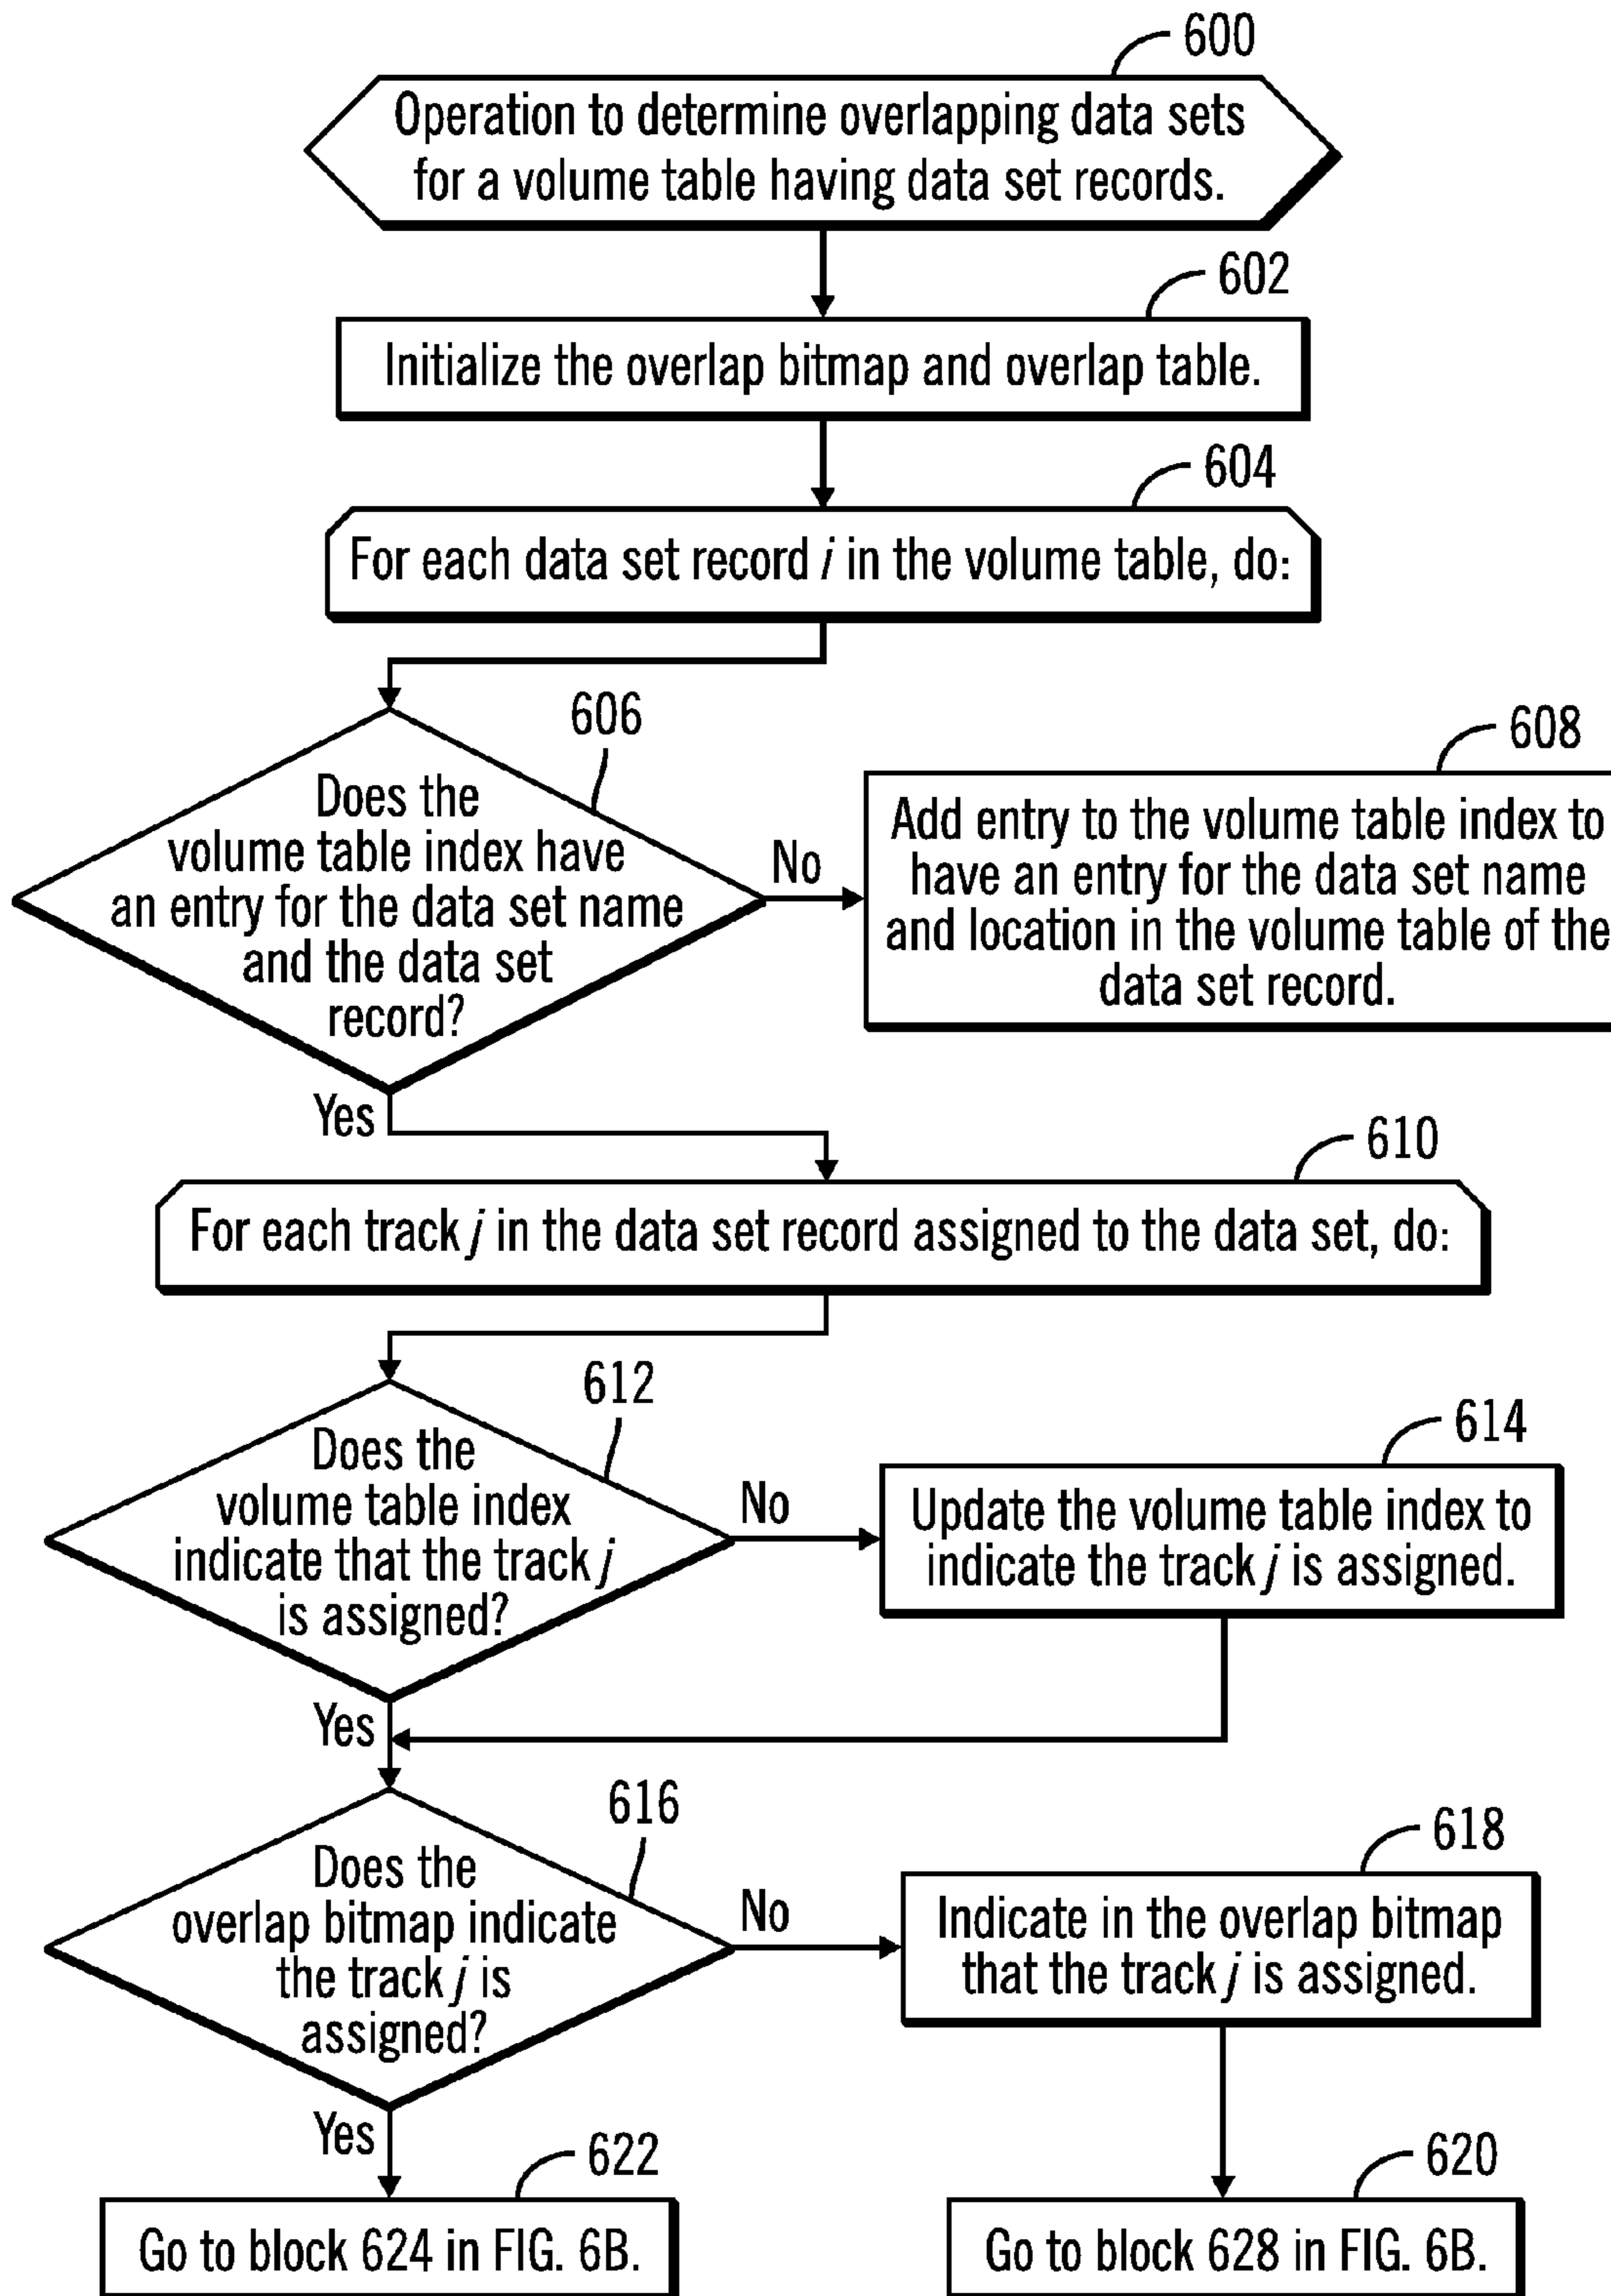 600
Operation to determine overlapping data sets
for a volume table having data set records.
602
Initialize the overlap bitmap and overlap table.
604
For each data set record i in the volume table, do:
606
Does the
volume table index have
an entry for the data set name
and the data set
record?
No
Yes
608
Add entry to the volume table index to
have an entry for the data set name
and location in the volume table of the
data set record.
610
For each track j in the data set record assigned to the data set, do:
612
Does the
volume table index
indicate that the track j
is assigned?
No
Yes
614
Update the volume table index to
indicate the track j is assigned.
616
Does the
overlap bitmap indicate
the track j is
assigned?
No
Yes
618
Indicate in the overlap bitmap
that the track j is assigned.
622
Go to block 624 in FIG. 6B.
620
Go to block 628 in FIG. 6B.